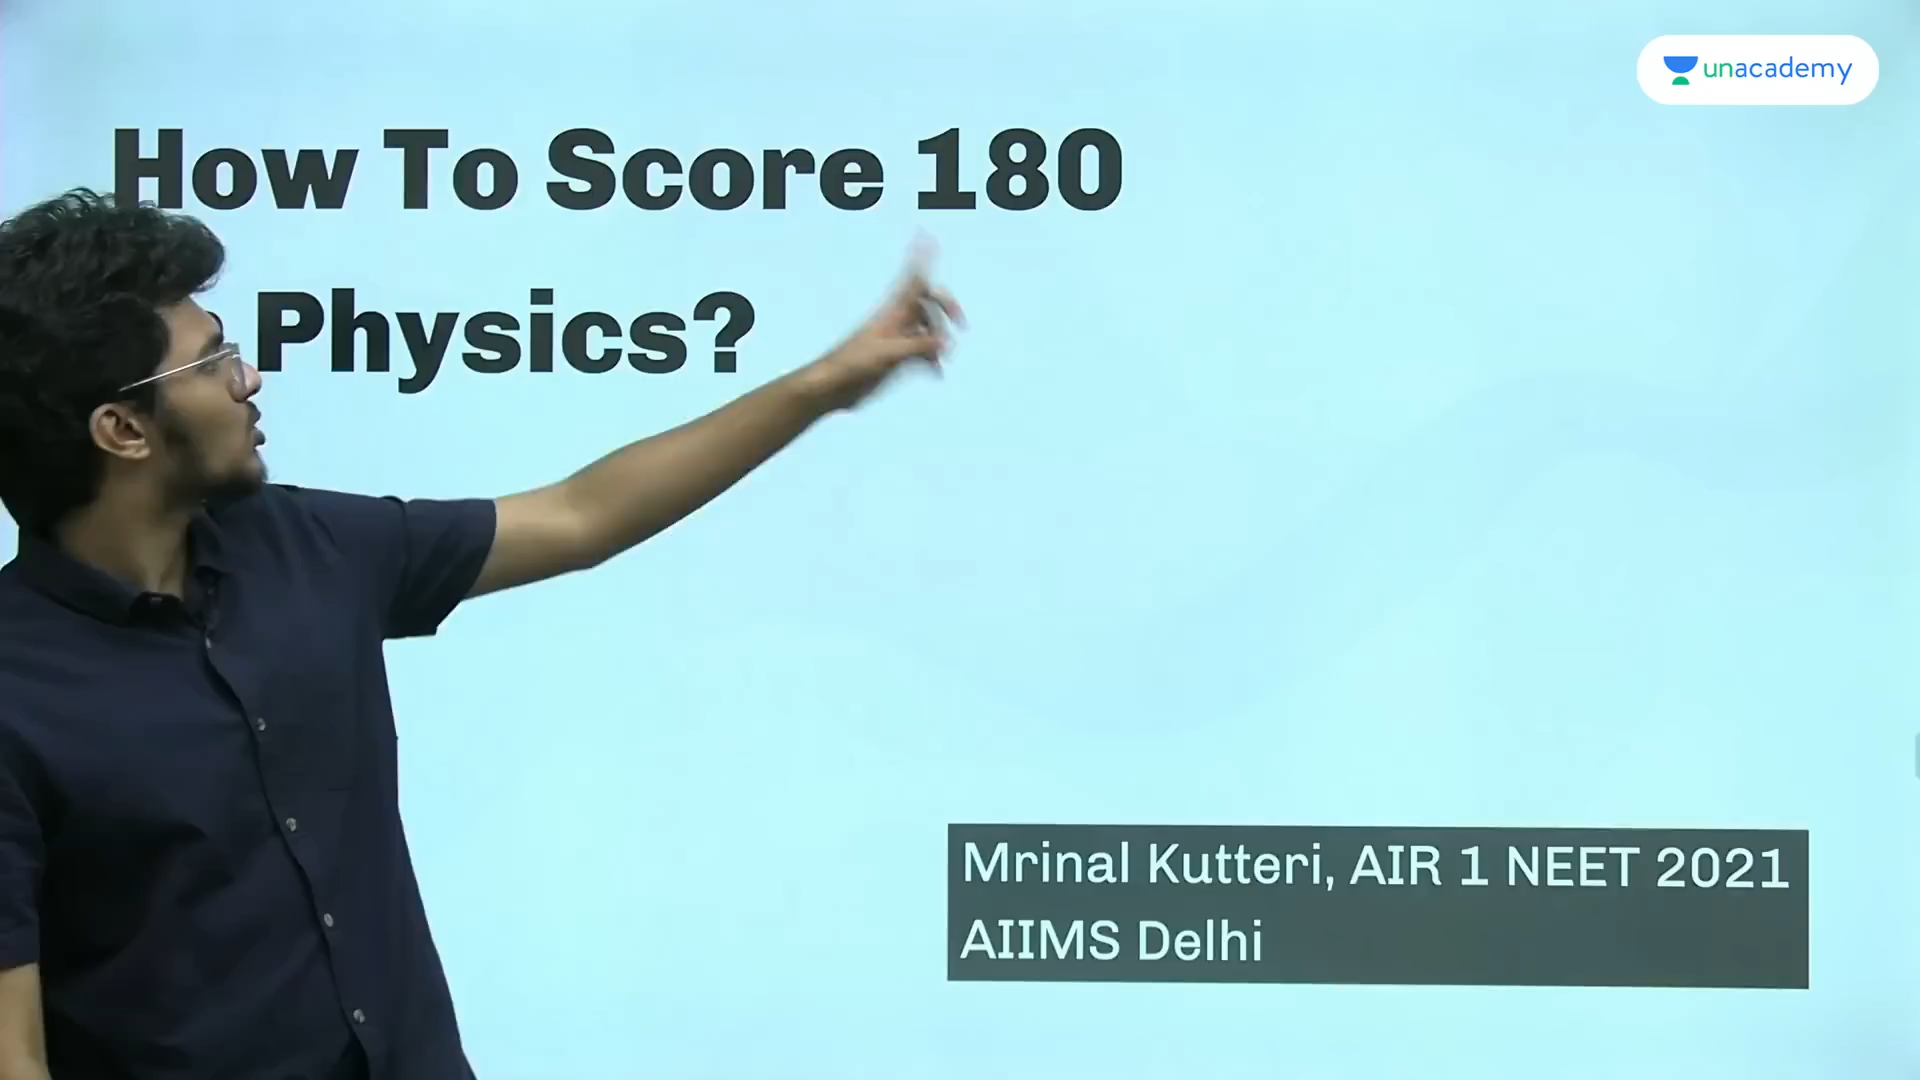 unacademy
How To Score 180
Physics?
Mrinal Kutteri, AIR 1 NEET 2021
AIIMS Delhi